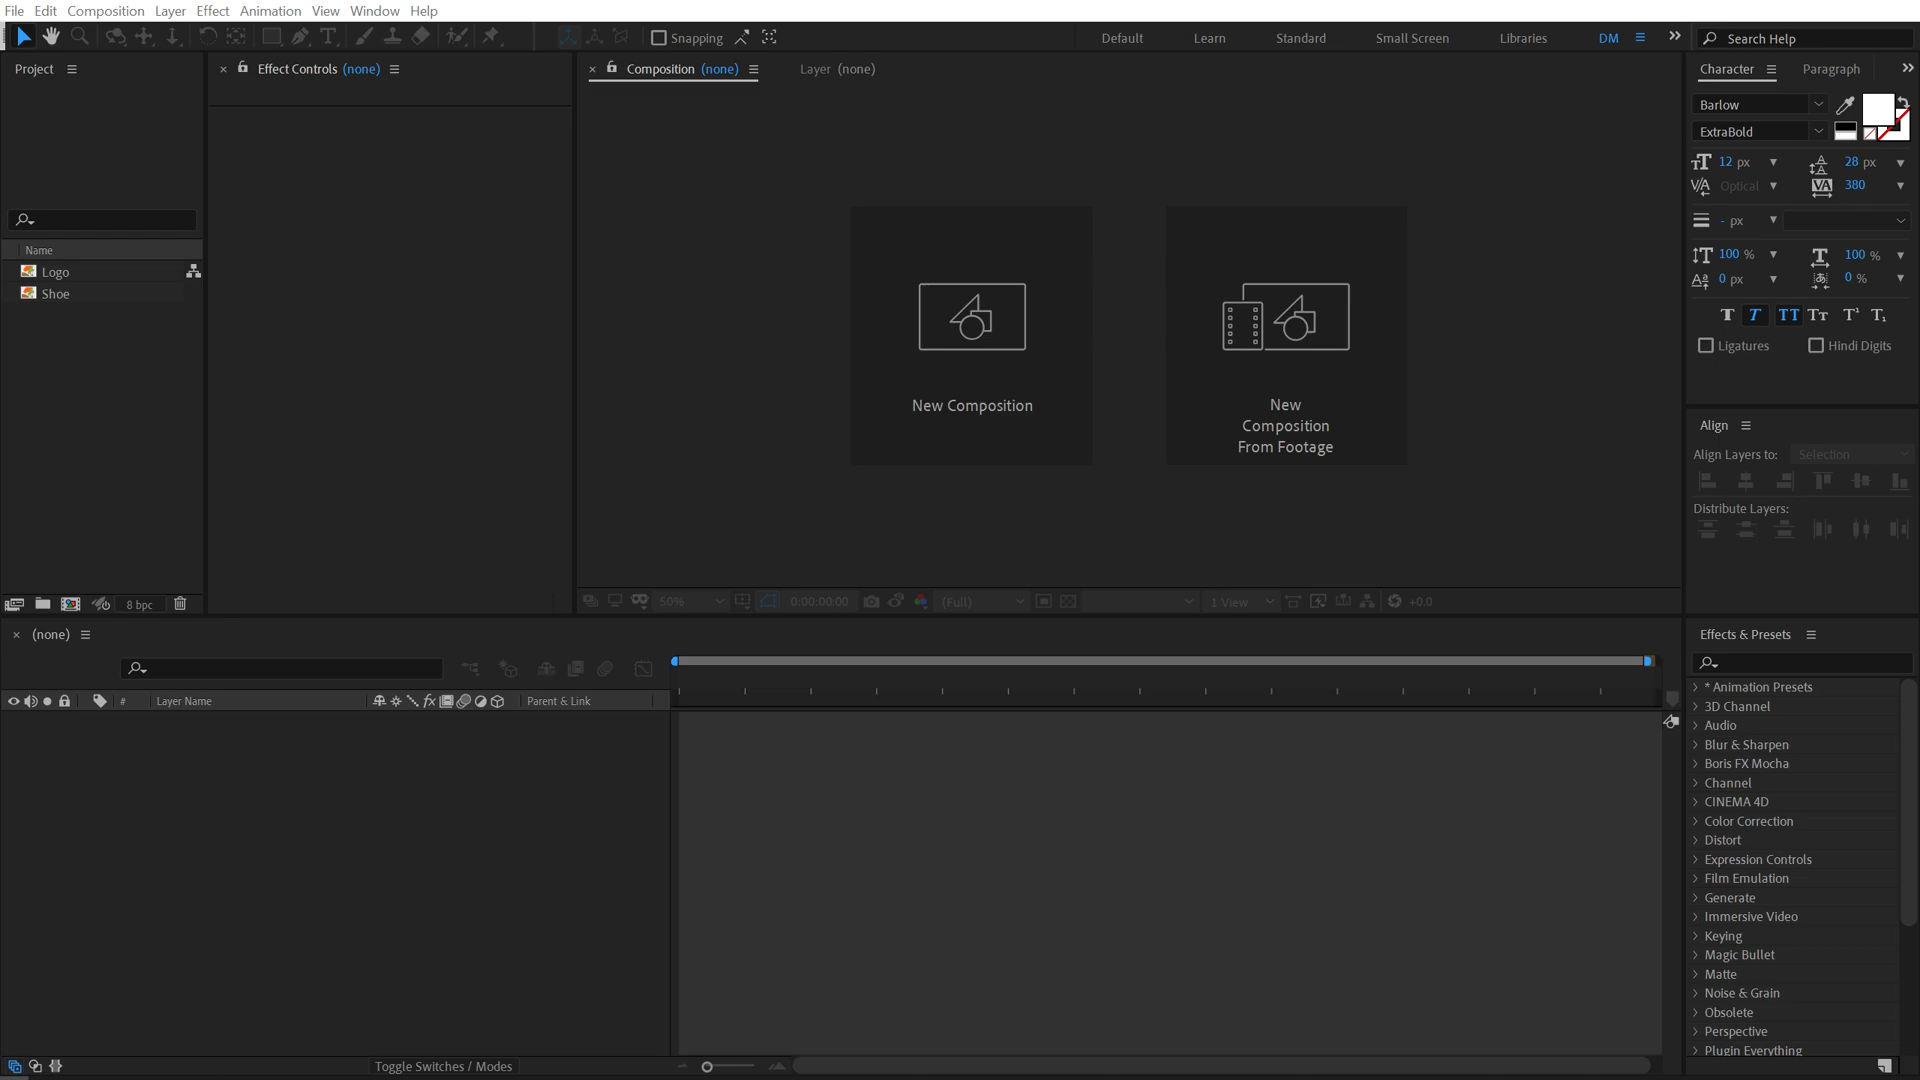 File Edit Composition Layer Effect Animation View Window Help
Snapping
Default Learn Standard Small Screen Libraries DM
Search Help
Project
Effect Controls (none)
Composition (none)
Layer (none)
Character Paragraph
Barlow
ExtraBold
12 px 28 px
Optical 380
- px
100 % 100 %
0 px 0 %
Ligatures Hindi Digits
Name
Logo
Shoe
New Composition
New
Composition
From Footage
Align
Align Layers to: Selection
Distribute Layers:
8 bpc
50% 0:00:00:00 (Full) 1 View +0.0
(none)
# Layer Name Parent & Link
Effects & Presets
* Animation Presets
3D Channel
Audio
Blur & Sharpen
Boris FX Mocha
Channel
CINEMA 4D
Color Correction
Distort
Expression Controls
Film Emulation
Generate
Immersive Video
Keying
Magic Bullet
Matte
Noise & Grain
Obsolete
Perspective
Plugin Everything
Toggle Switches / Modes